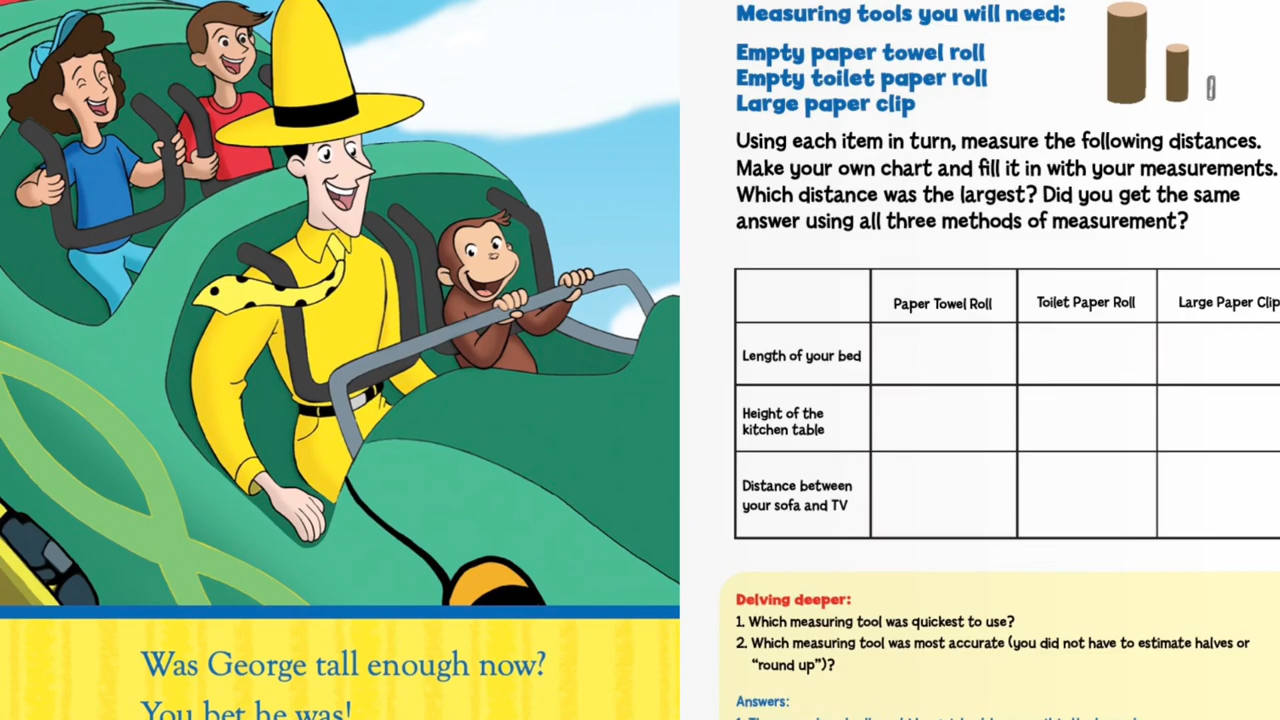 Was George tall enough now?
You bet he was!
Measuring tools you will need:
Empty paper towel roll
Empty toilet paper roll
Large paper clip
Using each item in turn, measure the following distances.
Make your own chart and fill it in with your measurements.
Which distance was the largest? Did you get the same
answer using all three methods of measurement?
Paper Towel Roll Toilet Paper Roll Large Paper Clip
Length of your bed
Height of the
kitchen table
Distance between
your sofa and TV
Delving deeper:
1. Which measuring tool was quickest to use?
2. Which measuring tool was most accurate (you did not have to estimate halves or
“round up”)?
Answers: